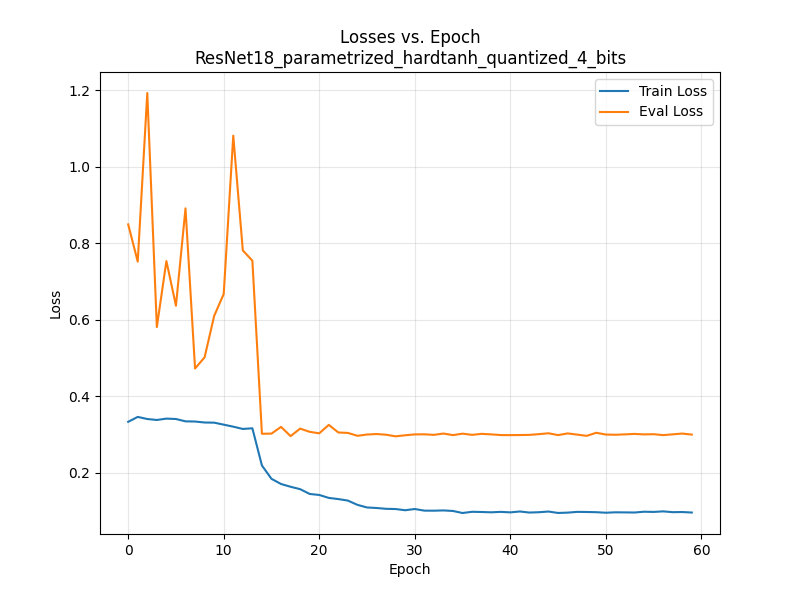 Losses vs. Epoch
ResNet18_parametrized_hardtanh_quantized_4_bits
Train Loss
Eval Loss
1.2
1.0
0.8
0.6
0.4
0.2
Loss
0
10
20
30
40
50
60
Epoch